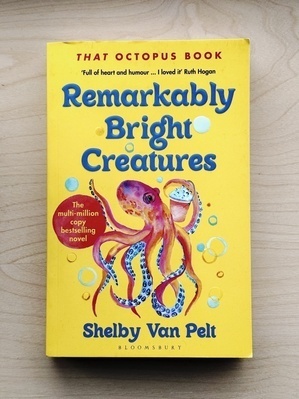 THAT OCTOPUS BOOK
'Full of heart and humour ... I loved it' Ruth Hogan
Remarkably
Bright
Creatures
The
multi-million
copy
bestselling
novel
Shelby Van Pelt
BLOOMSBURY